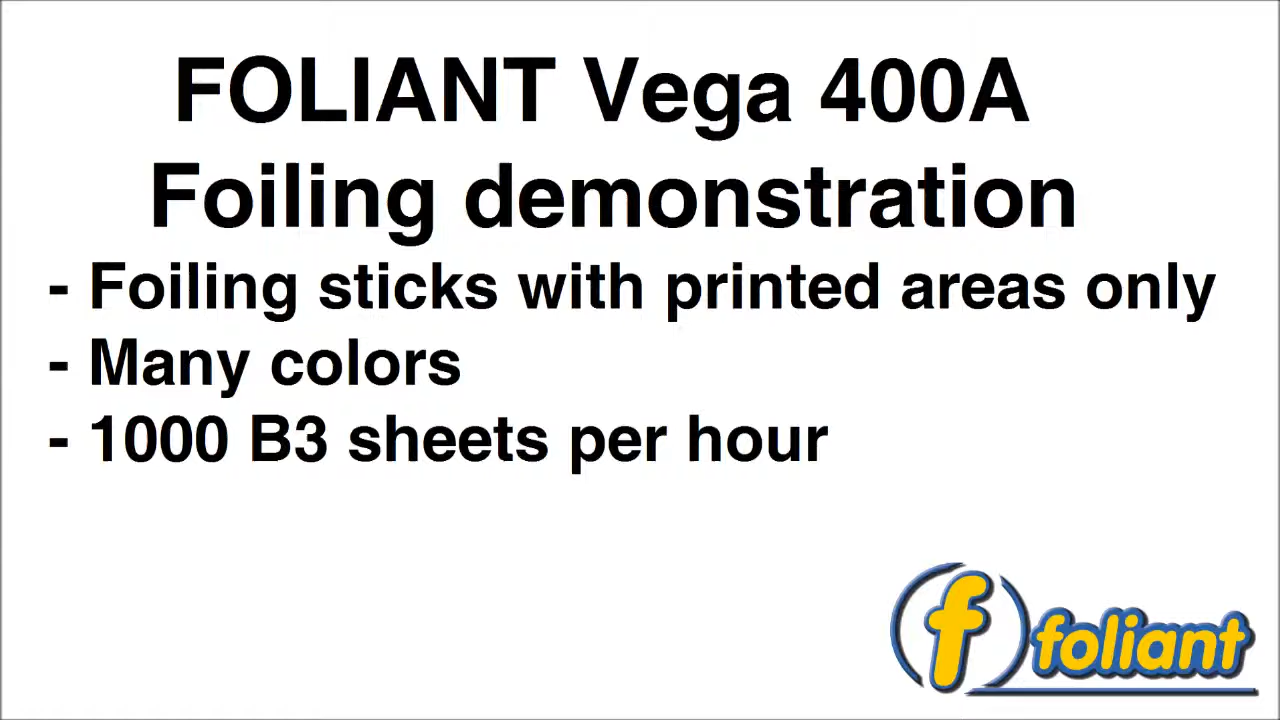 FOLIANT Vega 400A
Foiling demonstration
- Foiling sticks with printed areas only
- Many colors
- 1000 B3 sheets per hour
f foliant